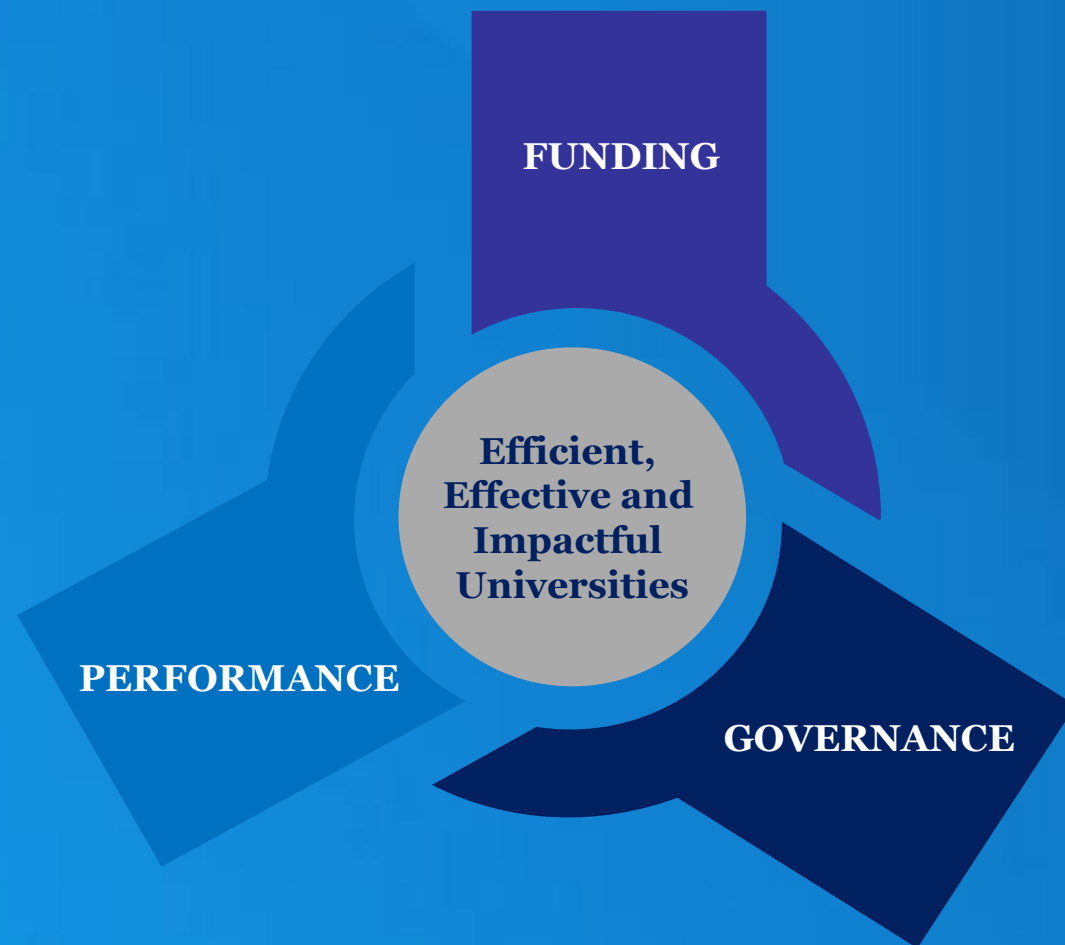 FUNDING
Efficient,
Effective and
Impactful
Universities
PERFORMANCE
GOVERNANCE